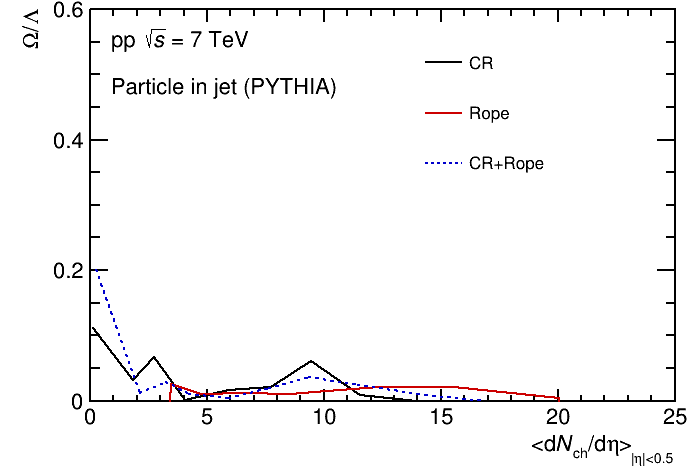 Ω/Λ
0.6
0.4
0.2
0
pp √s = 7 TeV
Particle in jet (PYTHIA)
CR
Rope
CR+Rope
0 5 10 15 20 25
<dNch/dη>|η|<0.5